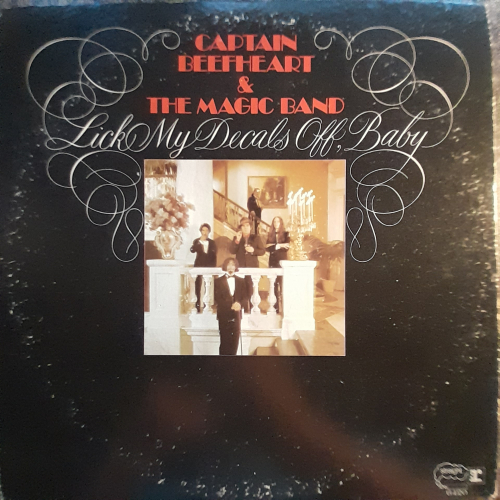 CAPTAIN
BEEFHEART
&
THE MAGIC BAND
Lick My Decals Off, Baby